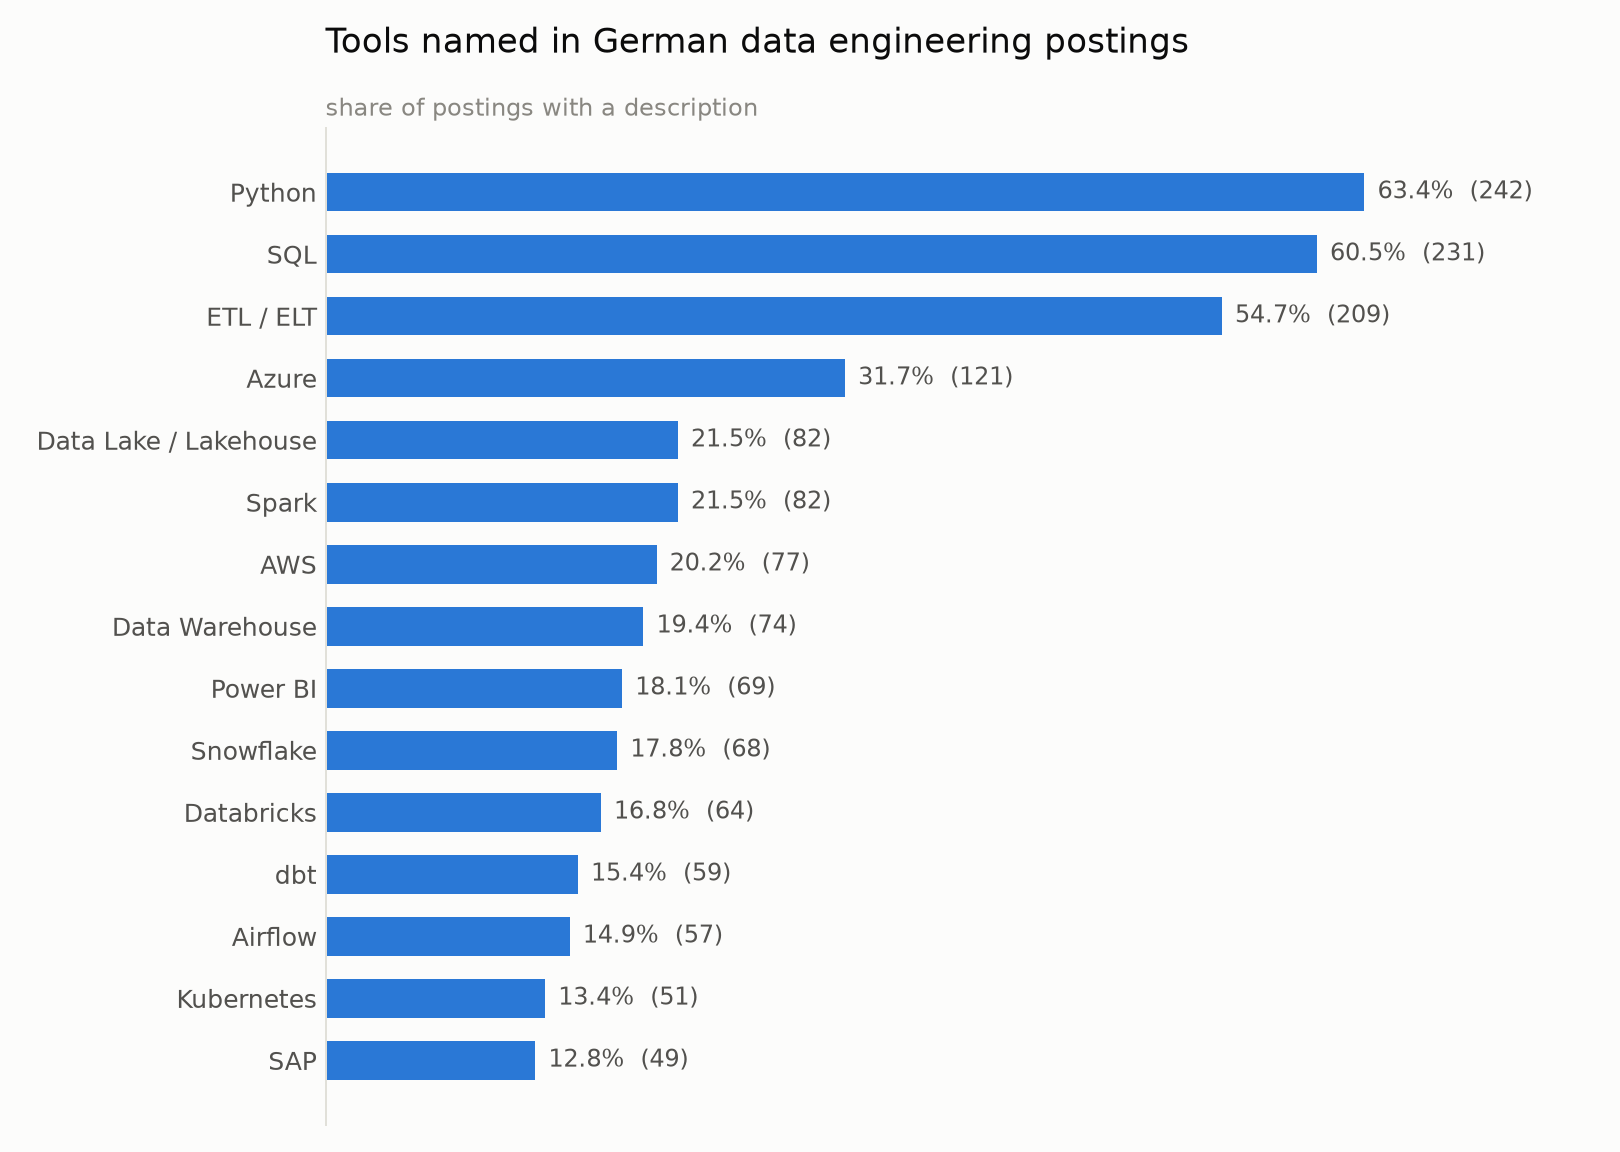 Tools named in German data engineering postings
share of postings with a description
Python 63.4% (242)
SQL 60.5% (231)
ETL / ELT 54.7% (209)
Azure 31.7% (121)
Data Lake / Lakehouse 21.5% (82)
Spark 21.5% (82)
AWS 20.2% (77)
Data Warehouse 19.4% (74)
Power BI 18.1% (69)
Snowflake 17.8% (68)
Databricks 16.8% (64)
dbt 15.4% (59)
Airflow 14.9% (57)
Kubernetes 13.4% (51)
SAP 12.8% (49)